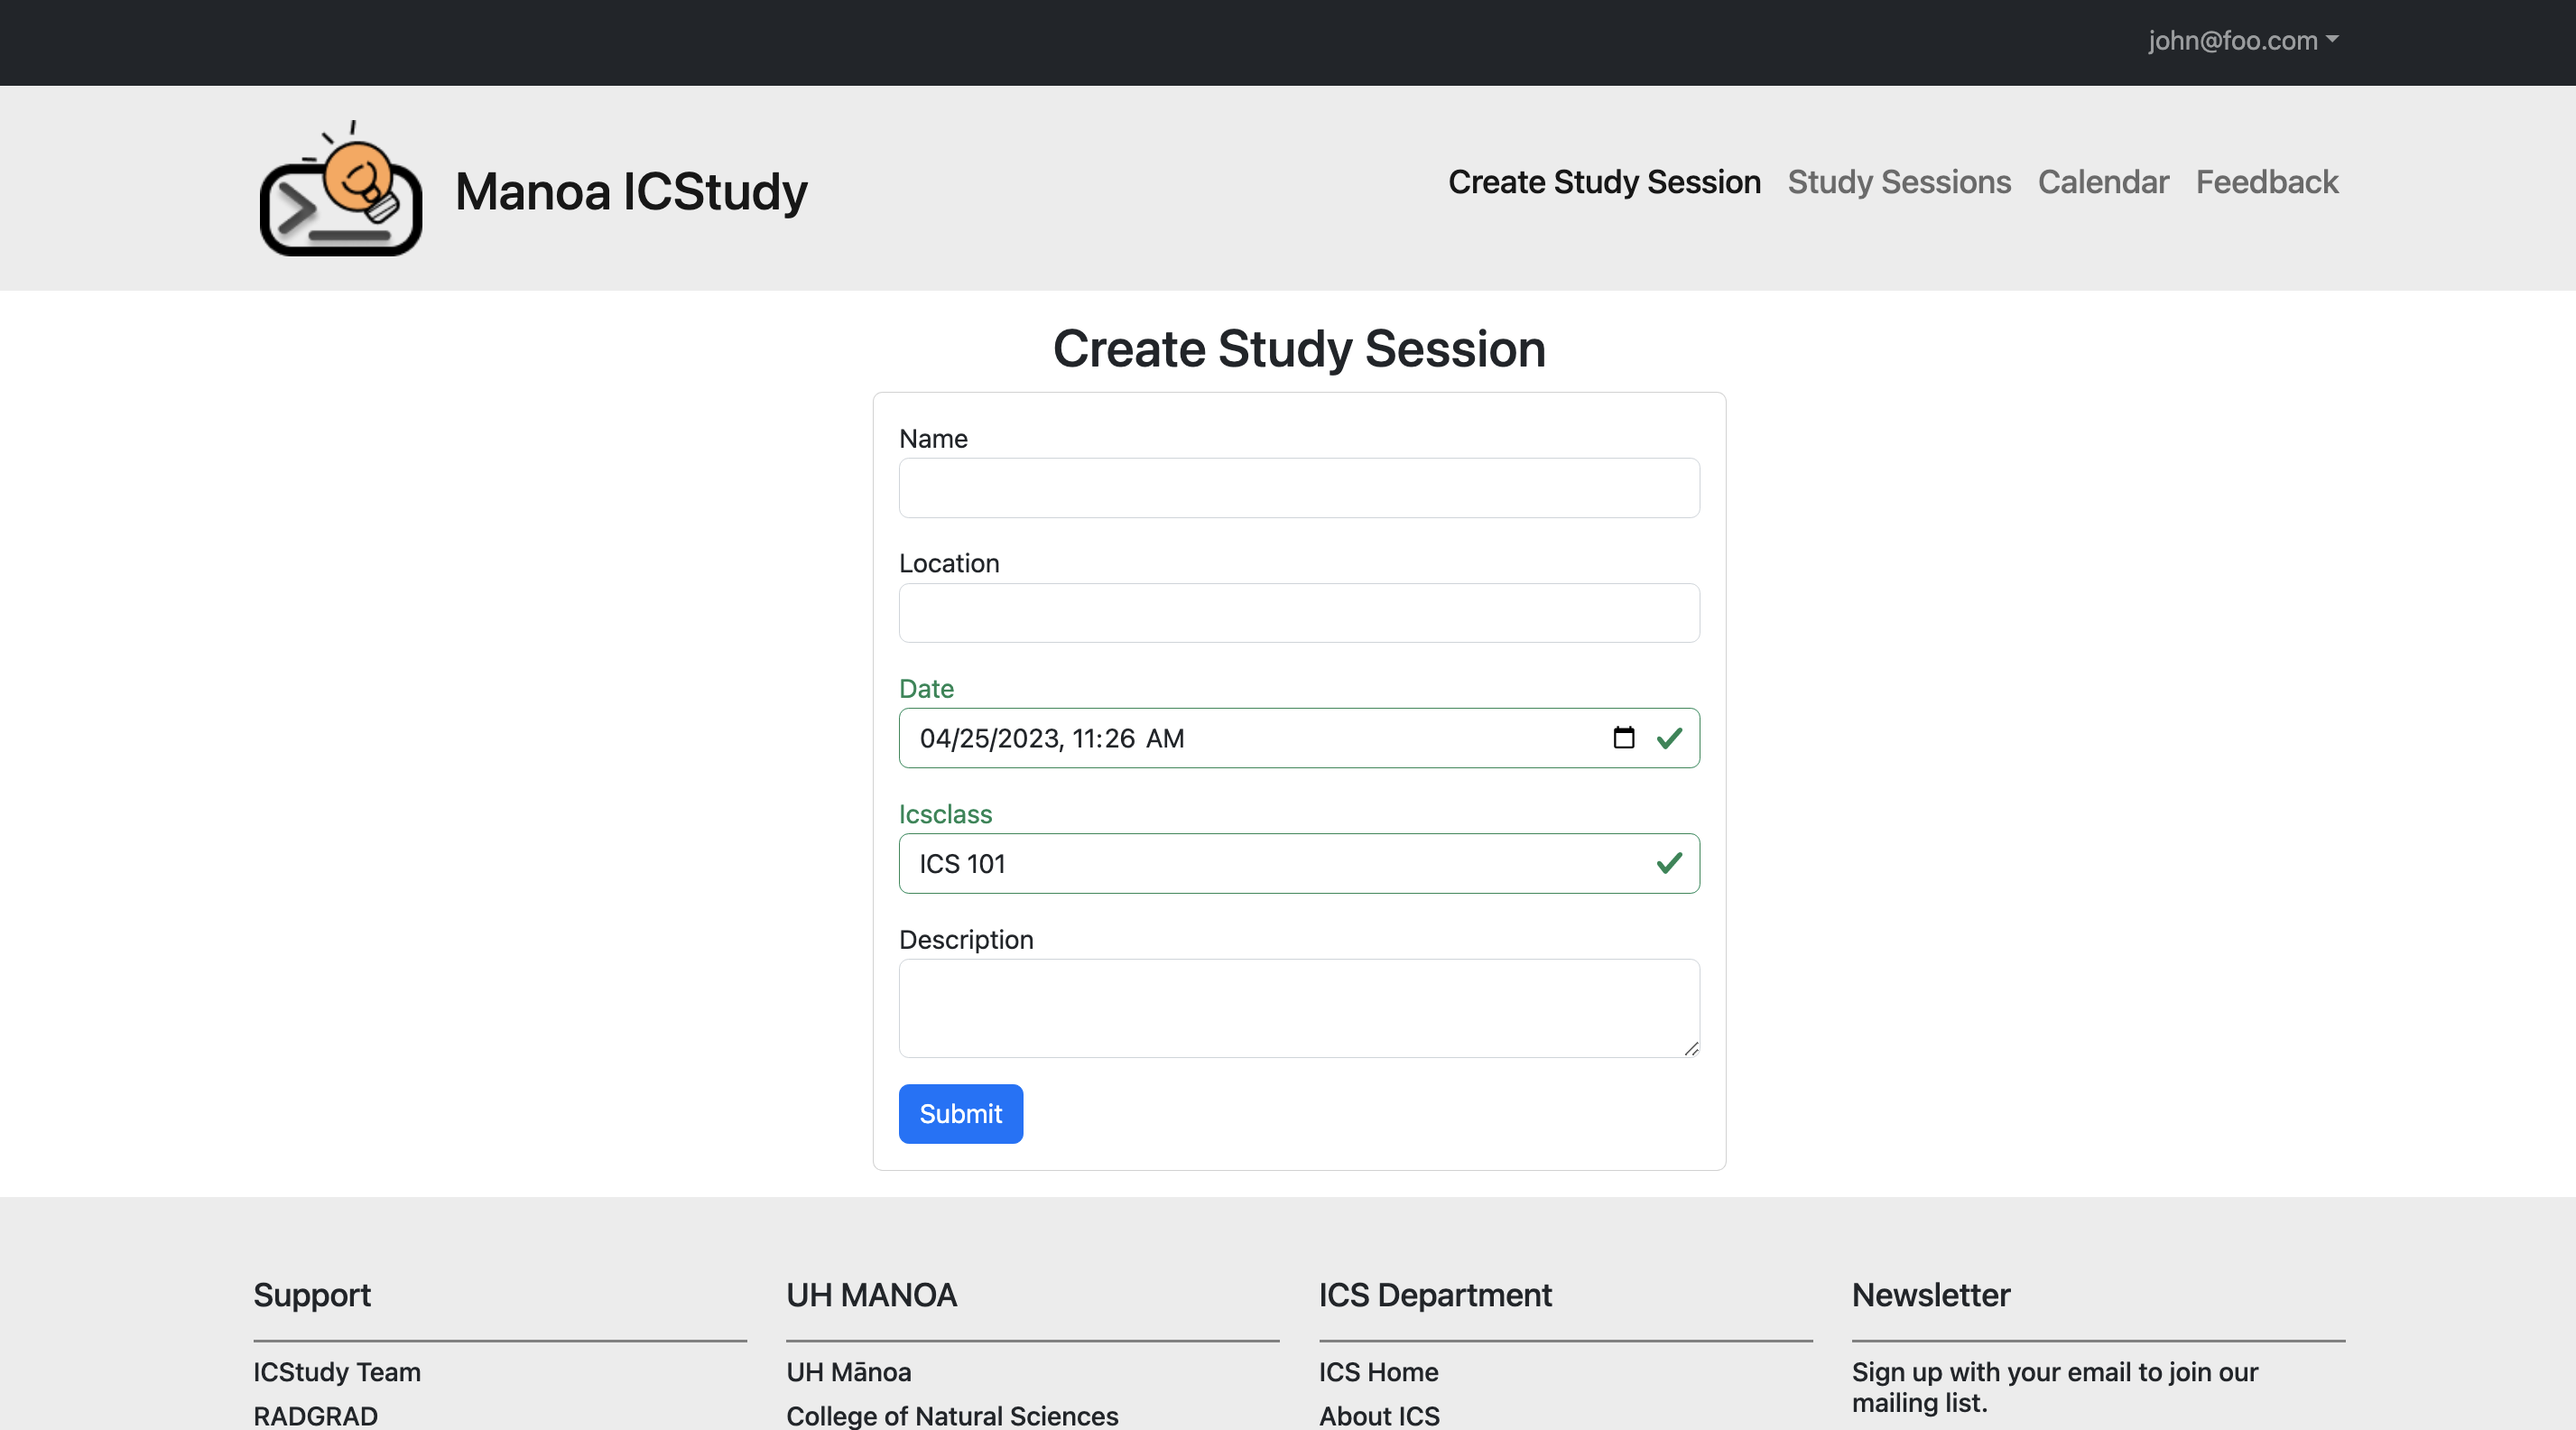 john@foo.com
Manoa ICStudy
Create Study Session Study Sessions Calendar Feedback
Create Study Session
Name
Location
Date
04/25/2023, 11:26 AM
Icsclass
ICS 101
Description
Submit
Support
ICStudy Team
RADGRAD
UH MANOA
UH Mānoa
College of Natural Sciences
ICS Department
ICS Home
About ICS
Newsletter
Sign up with your email to join our
mailing list.